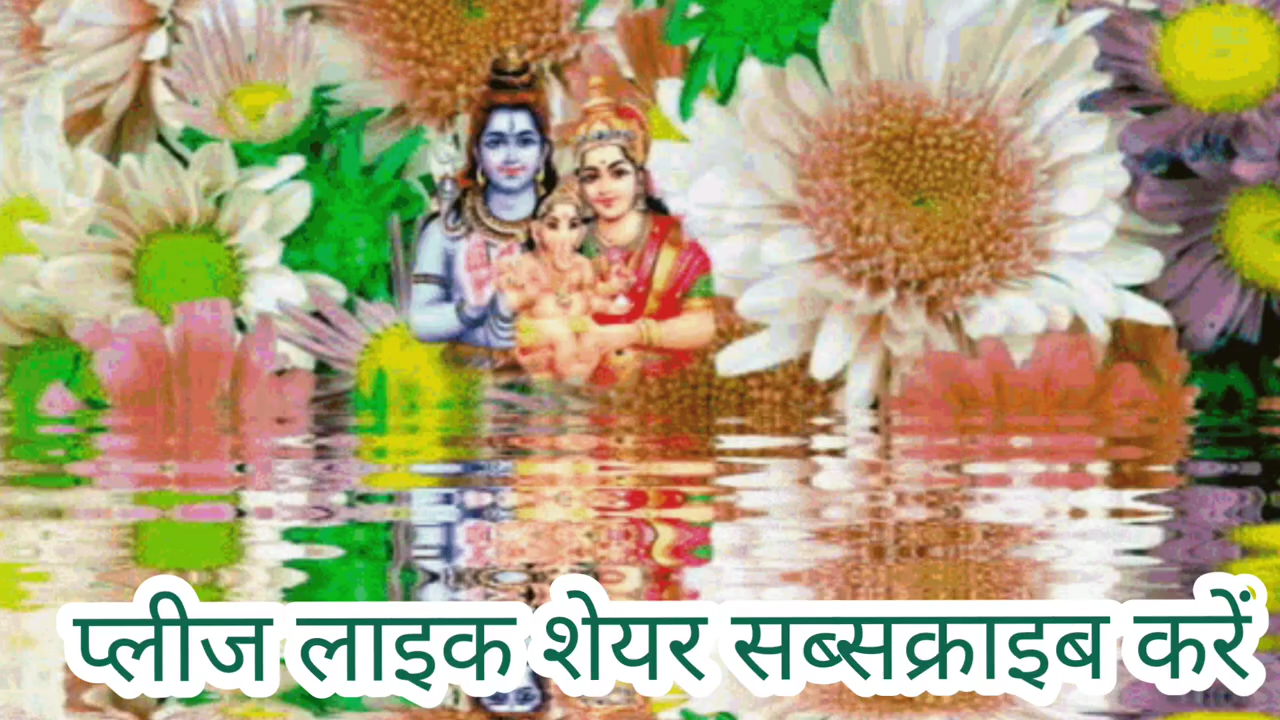 प्लीज लाइक शेयर सब्सक्राइब करें